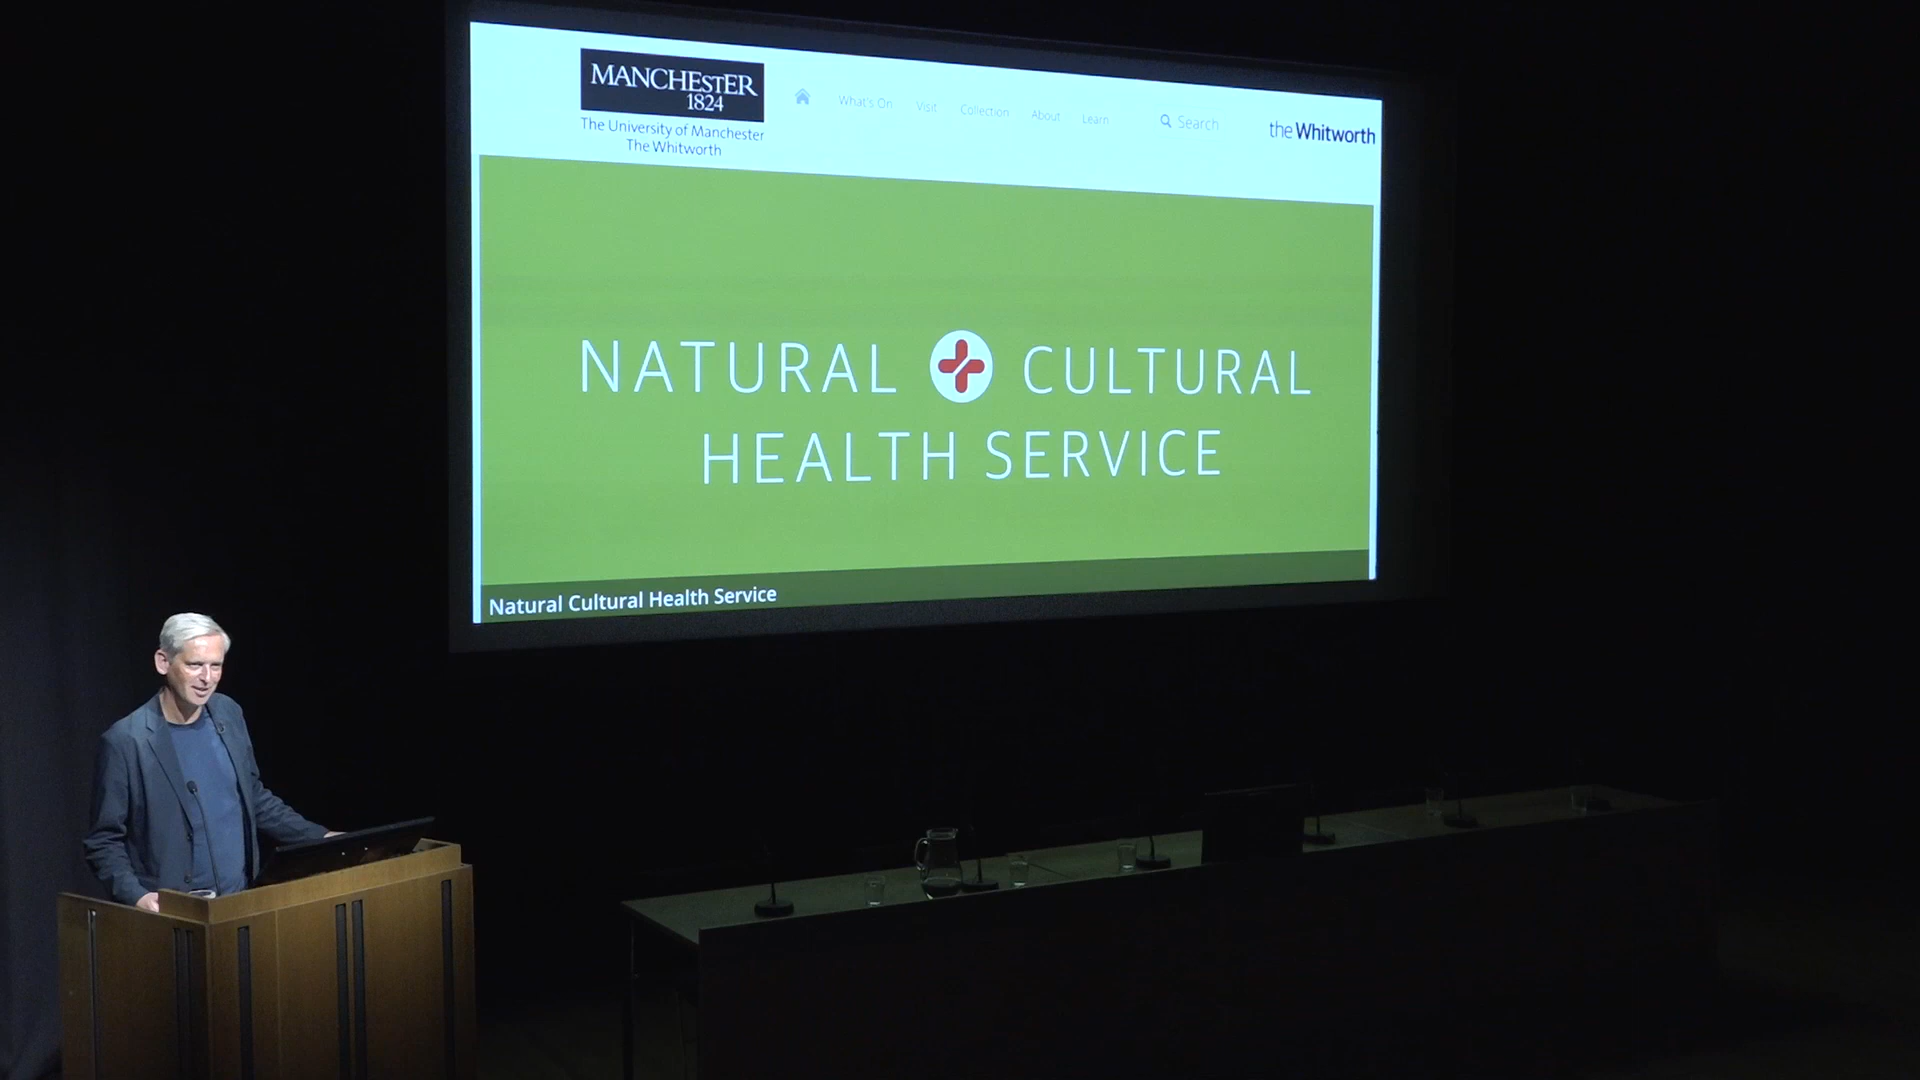 MANCHESTER
1824
The University of Manchester
The Whitworth
What's On Visit Collection About Learn Search
the Whitworth
NATURAL CULTURAL
HEALTH SERVICE
Natural Cultural Health Service